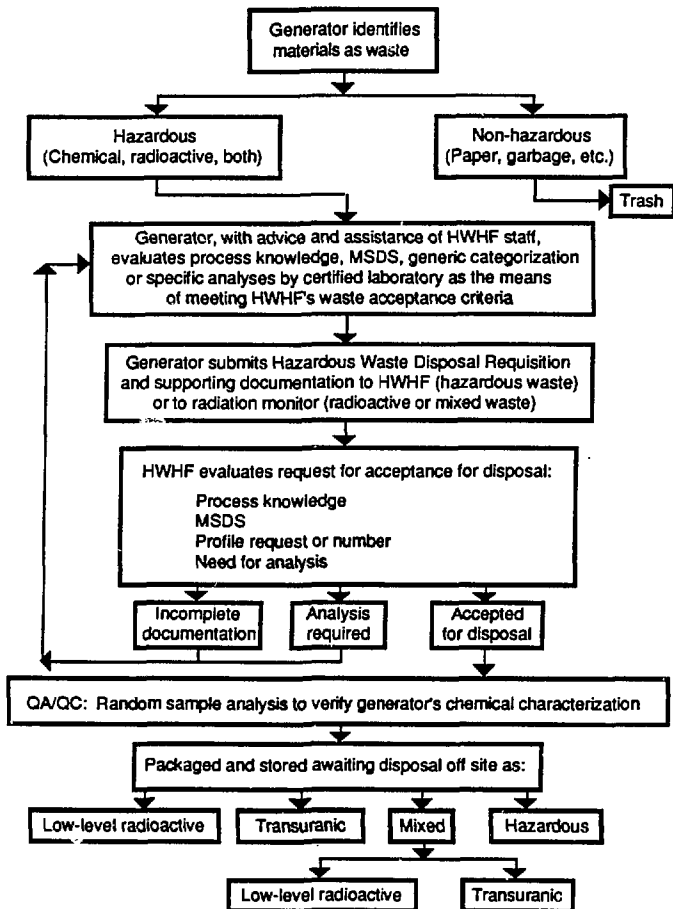 Generator identifies
materials as waste
Hazardous
(Chemical, radioactive, both)
Non-hazardous
(Paper, garbage, etc.)
Trash
Generator, with advice and assistance of HWHF staff,
evaluates process knowledge, MSDS, generic categorization
or specific analyses by certified laboratory as the means
of meeting HWHF's waste acceptance criteria
Generator submits Hazardous Waste Disposal Requisition
and supporting documentation to HWHF (hazardous waste)
or to radiation monitor (radioactive or mixed waste)
HWHF evaluates request for acceptance for disposal:
Process knowledge
MSDS
Profile request or number
Need for analysis
Incomplete
documentation
Analysis
required
Accepted
for disposal
QA/QC: Random sample analysis to verify generator's chemical characterization
Packaged and stored awaiting disposal off site as:
Low-level radioactive
Transuranic
Mixed
Hazardous
Low-level radioactive
Transuranic